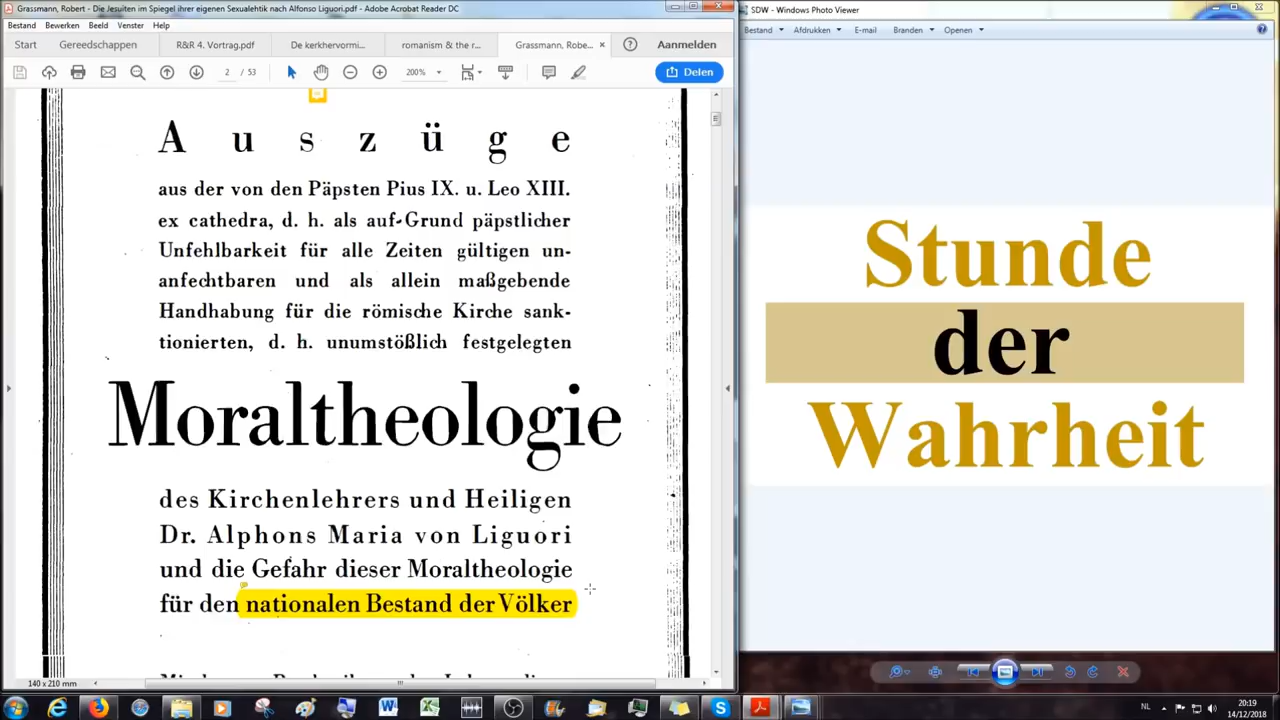 Grassmann, Robert - Die Jesuiten im Spiegel ihrer eigenen Sexualethik nach Alfonso Liguori.pdf - Adobe Acrobat Reader DC
Bestand Bewerken Beeld Venster Help
Start Gereedschappen R&R 4. Vortrag.pdf De kerkhervormi... romanism & the r... Grassmann, Robe... × ? Aanmelden
2 / 53 200% Delen
Auszüge
aus der von den Päpsten Pius IX. u. Leo XIII.
ex cathedra, d. h. als auf-Grund päpstlicher
Unfehlbarkeit für alle Zeiten gültigen un-
anfechtbaren und als allein maßgebende
Handhabung für die römische Kirche sank-
tionierten, d. h. unumstößlich festgelegten
Moraltheologie
des Kirchenlehrers und Heiligen
Dr. Alphons Maria von Liguori
und die Gefahr dieser Moraltheologie
für den nationalen Bestand der Völker
140 x 210 mm
SDW - Windows Photo Viewer
Bestand Afdrukken E-mail Branden Openen
Stunde
der
Wahrheit
NL 20:19
14/12/2018